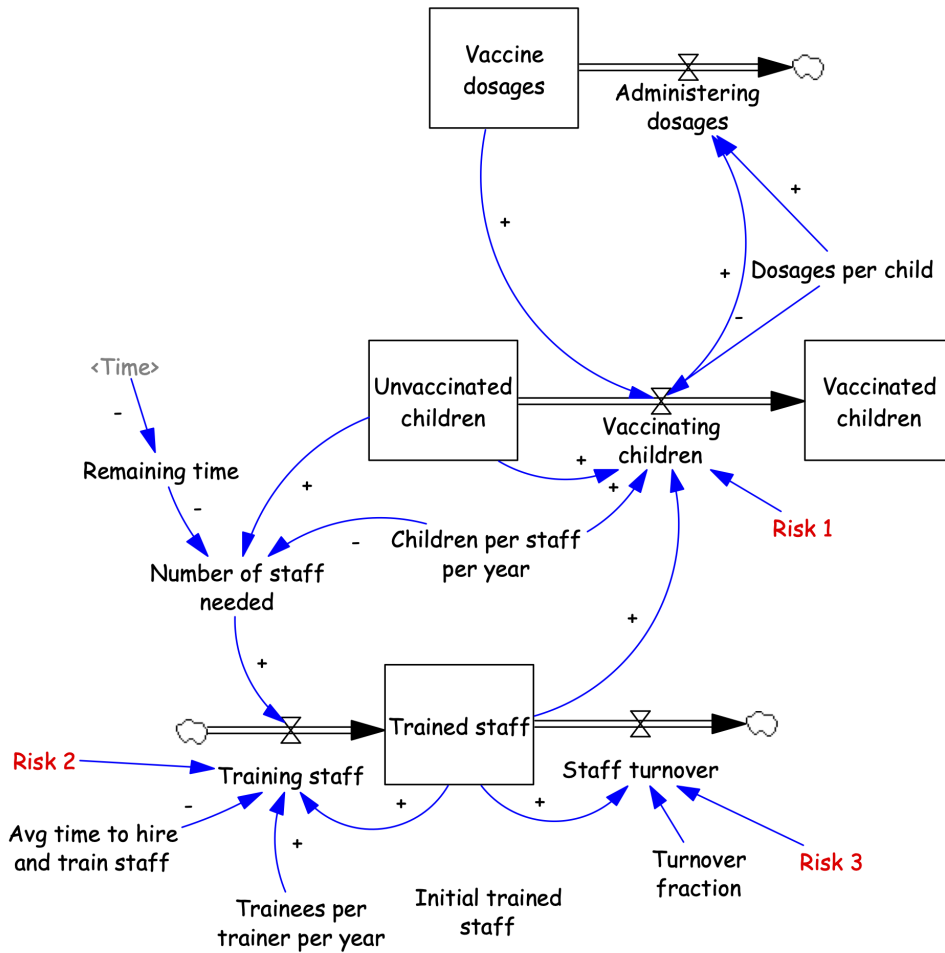 Vaccine
dosages
Administering
dosages
+
+
+
Dosages per child
-
<Time>
-
Unvaccinated
children
Vaccinated
children
Vaccinating
children
Remaining time
+
+
+
-
-
Children per staff
per year
Risk 1
Number of staff
needed
+
+
Trained staff
Risk 2
Training staff
Staff turnover
-
+
+
Avg time to hire
and train staff
+
Turnover
fraction
Risk 3
Trainees per
trainer per year
Initial trained
staff